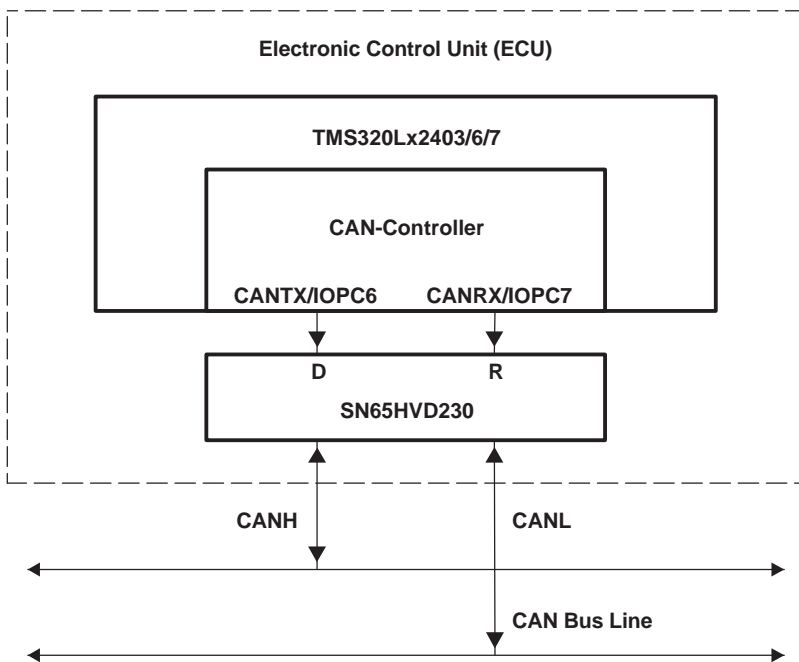 Electronic Control Unit (ECU)
TMS320Lx2403/6/7
CAN-Controller
CANTX/IOPC6 CANRX/IOPC7
D R
SN65HVD230
CANH CANL
CAN Bus Line